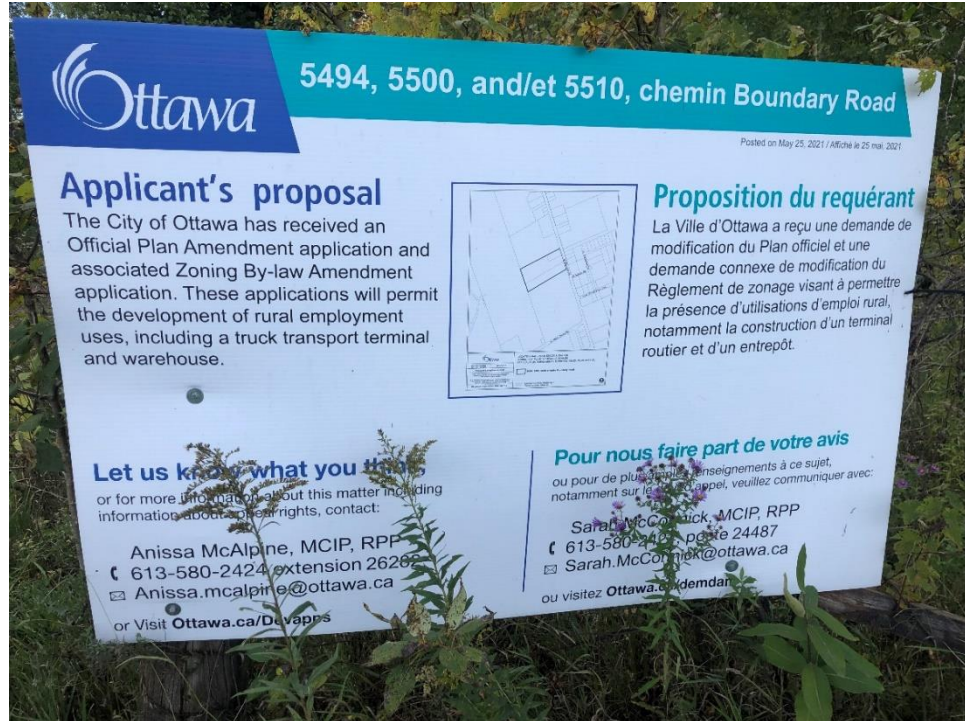 Ottawa
5494, 5500, and/et 5510, chemin Boundary Road
Posted on May 25, 2021 / Affiché le 25 mai, 2021
Applicant's proposal
The City of Ottawa has received an
Official Plan Amendment application and
associated Zoning By-law Amendment
application. These applications will permit
the development of rural employment
uses, including a truck transport terminal
and warehouse.
Proposition du requérant
La Ville d'Ottawa a reçu une demande de
modification du Plan officiel et une
demande connexe de modification du
Règlement de zonage visant à permettre
la présence d'utilisations d'emploi rural,
notamment la construction d'un terminal
routier et d'un entrepôt.
Let us know what you think,
or for more information about this matter including
information about appeal rights, contact:
Anissa McAlpine, MCIP, RPP
613-580-2424 extension
Anissa.mcalpine@ottawa.ca
or Visit Ottawa.ca/Devapps
Pour nous faire part de votre avis
ou pour de plus amples renseignements à ce sujet,
notamment sur le d'appel, veuillez communiquer avec:
Sarah McCormick, MCIP, RPP
poste 24487
Sarah.McCormick@ottawa.ca
ou visitez Ottawa.ca/demdam